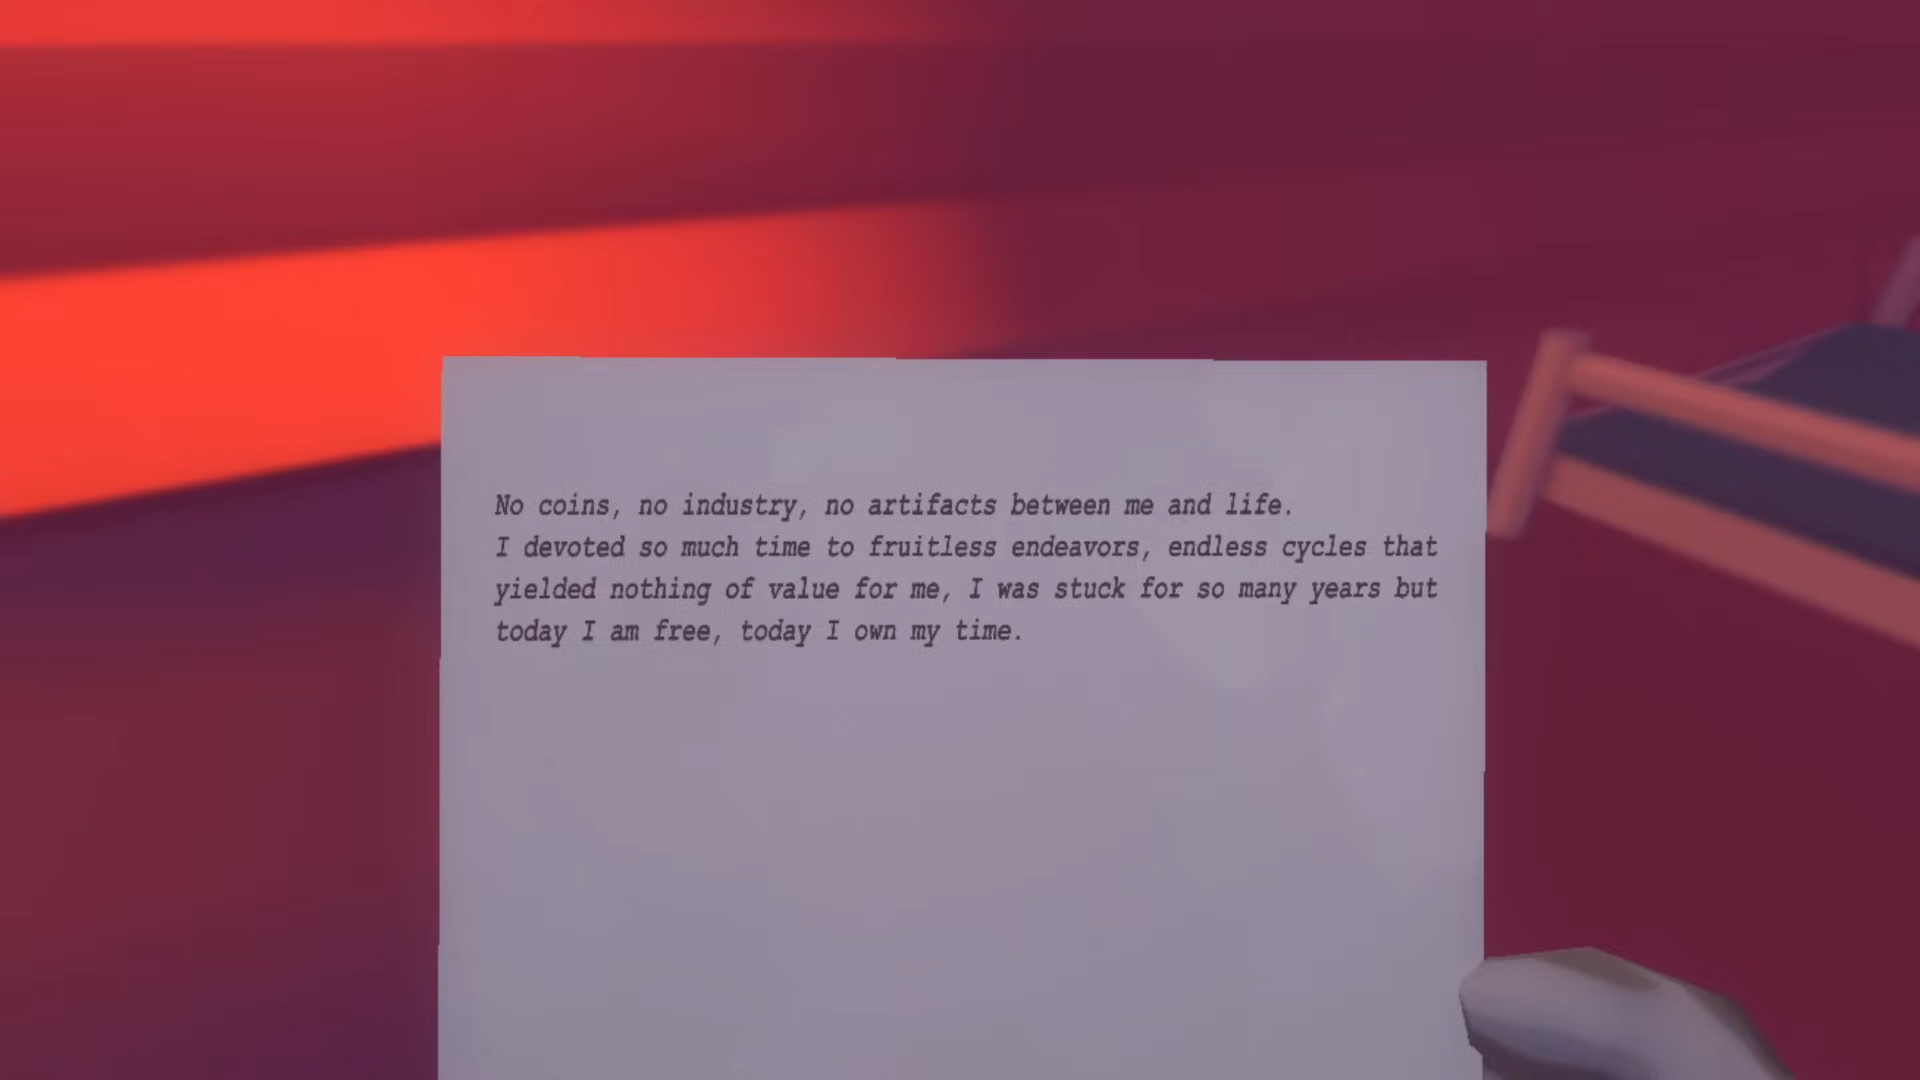 No coins, no industry, no artifacts between me and life.
I devoted so much time to fruitless endeavors, endless cycles that
yielded nothing of value for me, I was stuck for so many years but
today I am free, today I own my time.